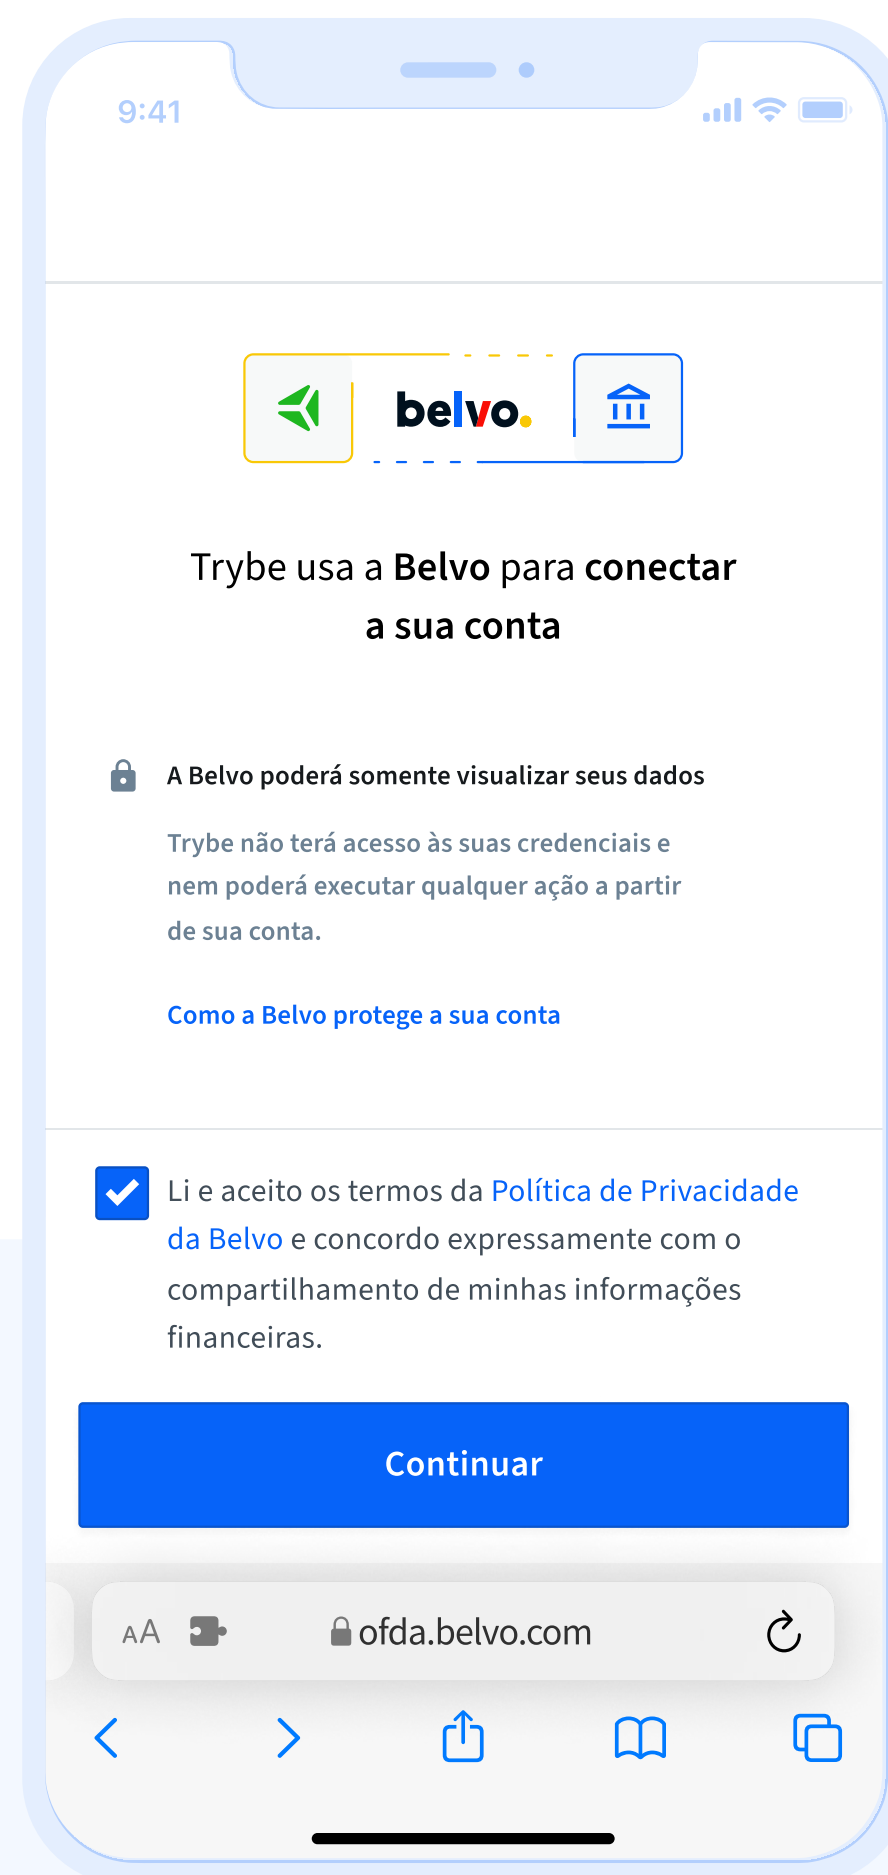 9:41
belvo.
Trybe usa a Belvo para conectar
a sua conta
A Belvo poderá somente visualizar seus dados
Trybe não terá acesso às suas credenciais e
nem poderá executar qualquer ação a partir
de sua conta.
Como a Belvo protege a sua conta
Li e aceito os termos da Política de Privacidade
da Belvo e concordo expressamente com o
compartilhamento de minhas informações
financeiras.
Continuar
AA ofda.belvo.com